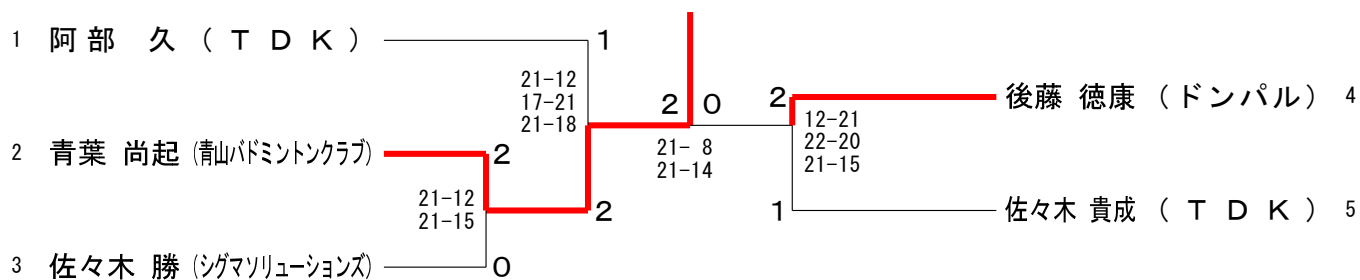 1 阿部 久 (TDK) 1
21-12
17-21
21-18
2 青葉 尚起 (青山バドミントンクラブ) 2
21-12
21-15
2
3 佐々木 勝 (シグマソリューションズ) 0
2 0
21- 8
21-14
2 後藤 徳康 (ドンパル) 4
12-21
22-20
21-15
1 佐々木 貴成 (TDK) 5